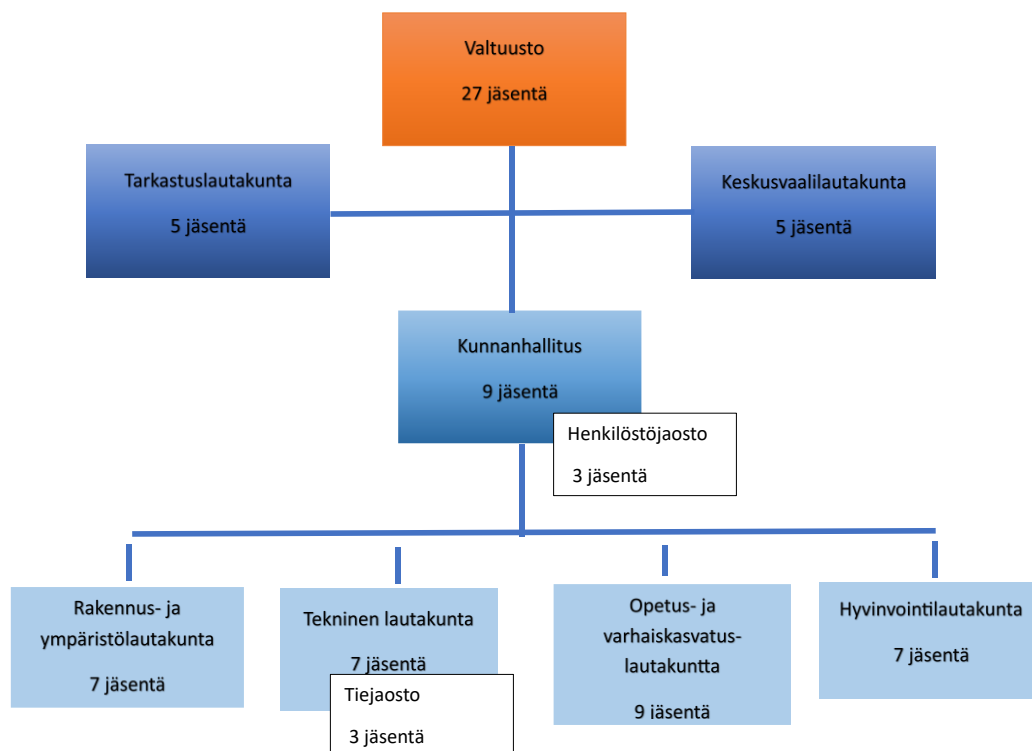 Valtuusto
27 jäsentä
Tarkastuslautakunta
5 jäsentä
Keskusvaalilautakunta
5 jäsentä
Kunnanhallitus
9 jäsentä
Henkilöstöjaosto
3 jäsentä
Rakennus- ja
ympäristölautakunta
7 jäsentä
Tekninen lautakunta
7 jäsentä
Tiejaosto
3 jäsentä
Opetus- ja
varhaiskasvatus-
lautakuntta
9 jäsentä
Hyvinvointilautakunta
7 jäsentä